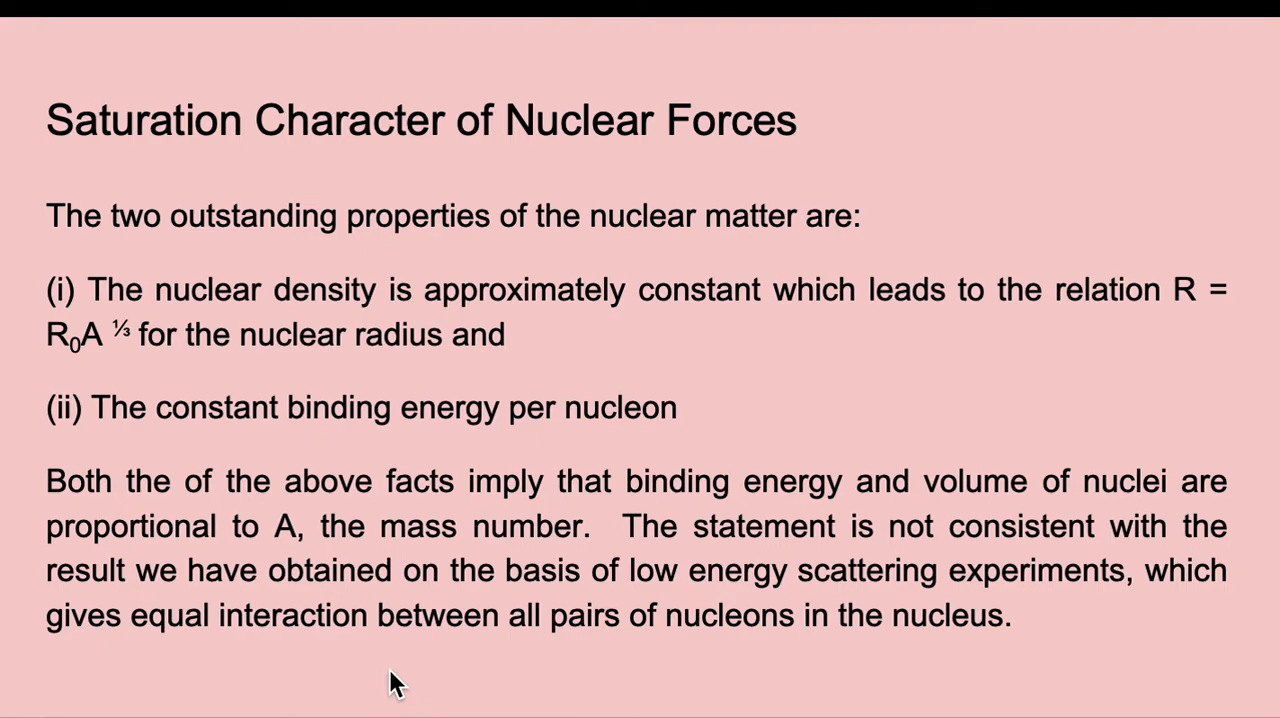 Saturation Character of Nuclear Forces
The two outstanding properties of the nuclear matter are:
(i) The nuclear density is approximately constant which leads to the relation R =
R₀A ⅓ for the nuclear radius and
(ii) The constant binding energy per nucleon
Both the of the above facts imply that binding energy and volume of nuclei are
proportional to A, the mass number. The statement is not consistent with the
result we have obtained on the basis of low energy scattering experiments, which
gives equal interaction between all pairs of nucleons in the nucleus.